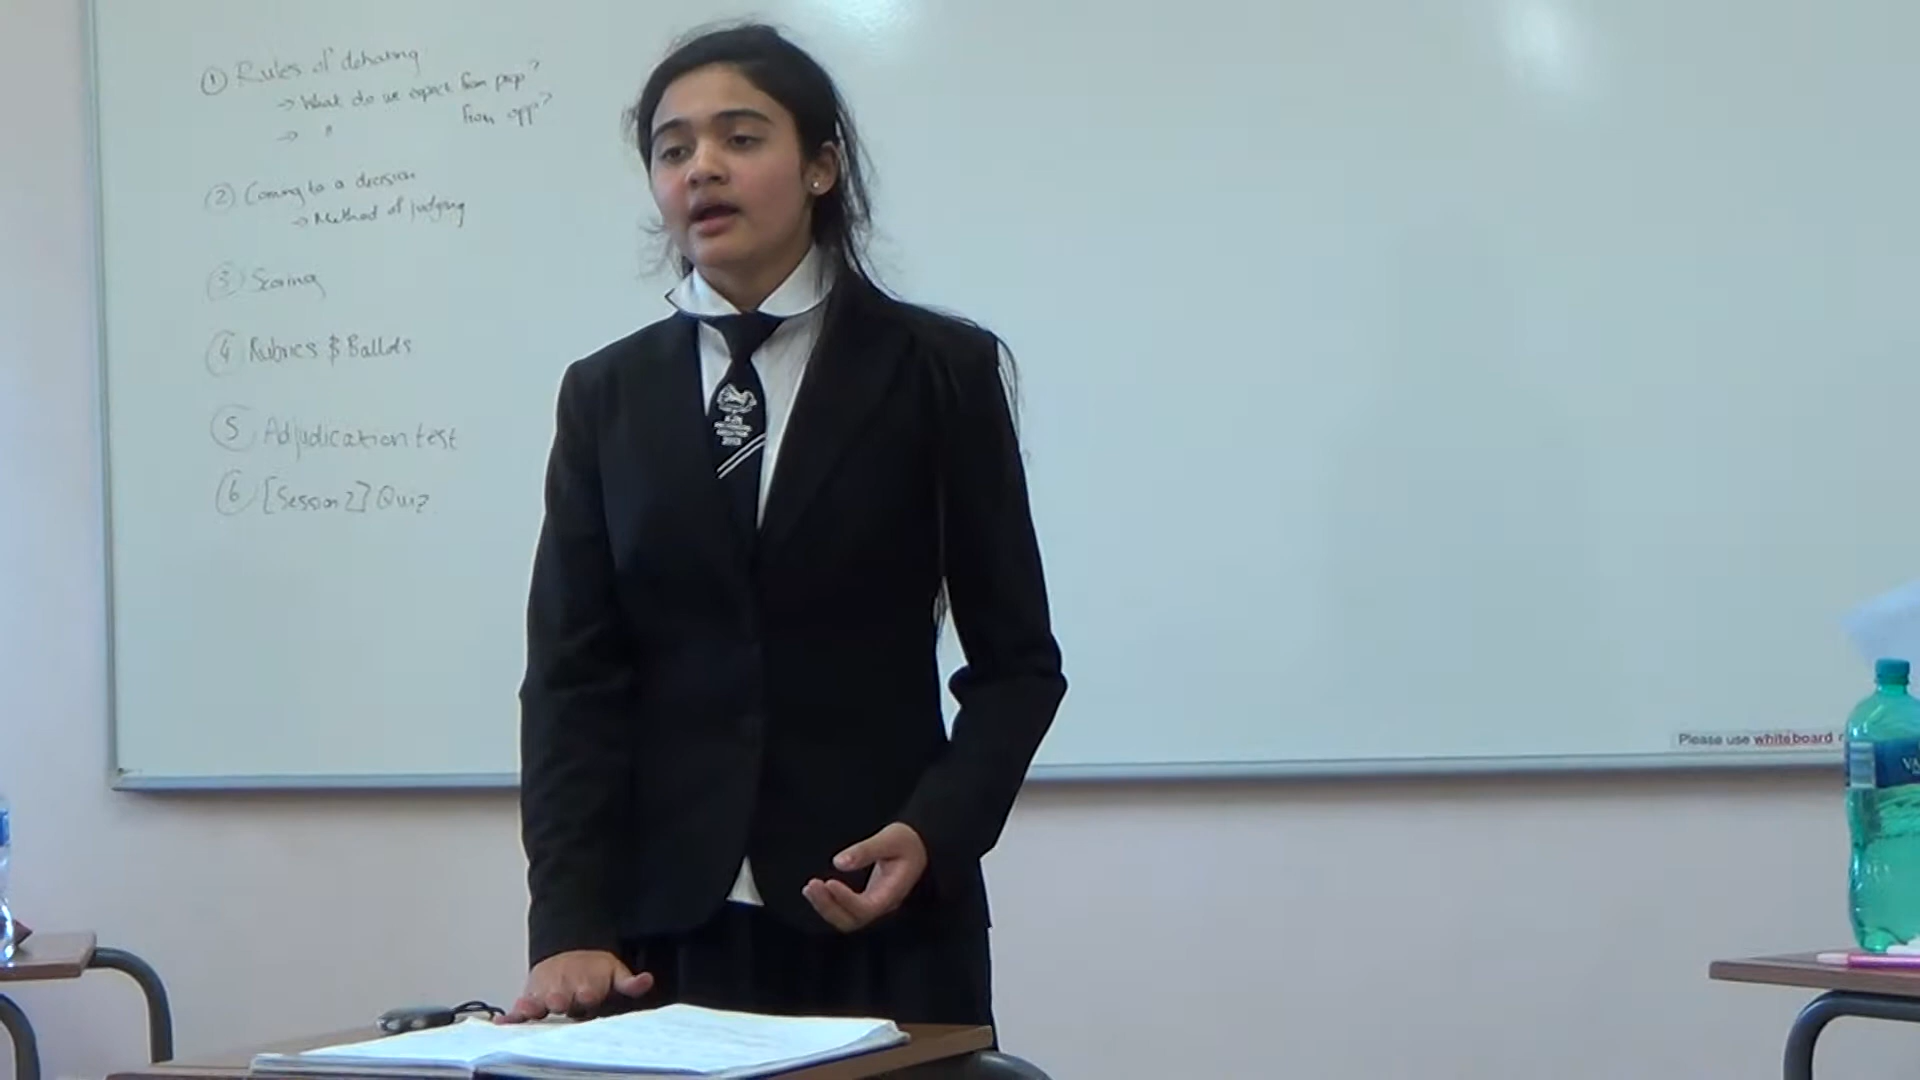 ① Rules of debating
→ What do we expect from prop?
→ " from opp?
② Coming to a decision
→ Method of judging
③ Scoring
④ Rubrics & Ballots
⑤ Adjudication test
⑥ [Session 2] Quiz
Please use whiteboard